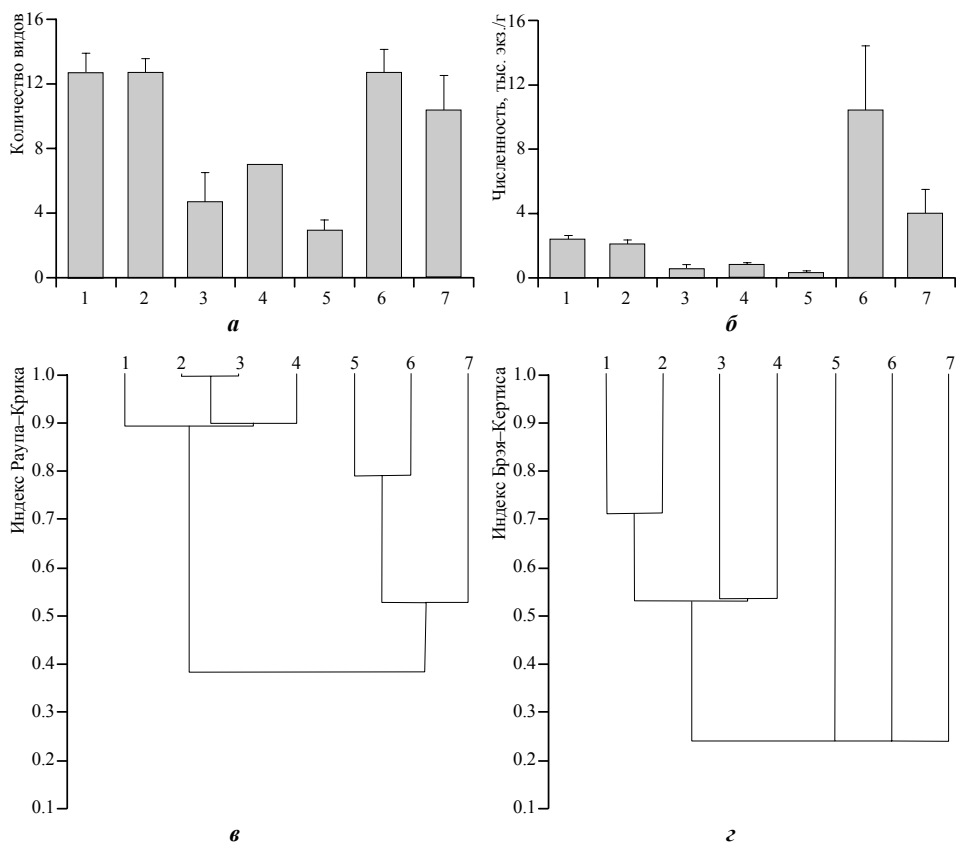 Количество видов
16
12
8
4
0
1 2 3 4 5 6 7
а
Численность, тыс. экз./г
16
12
8
4
0
1 2 3 4 5 6 7
б
Индекс Раупа–Крика
1 2 3 4 5 6 7
1.0
0.9
0.8
0.7
0.6
0.5
0.4
0.3
0.2
0.1
в
Индекс Брэя–Кертиса
1 2 3 4 5 6 7
1.0
0.9
0.8
0.7
0.6
0.5
0.4
0.3
0.2
0.1
г